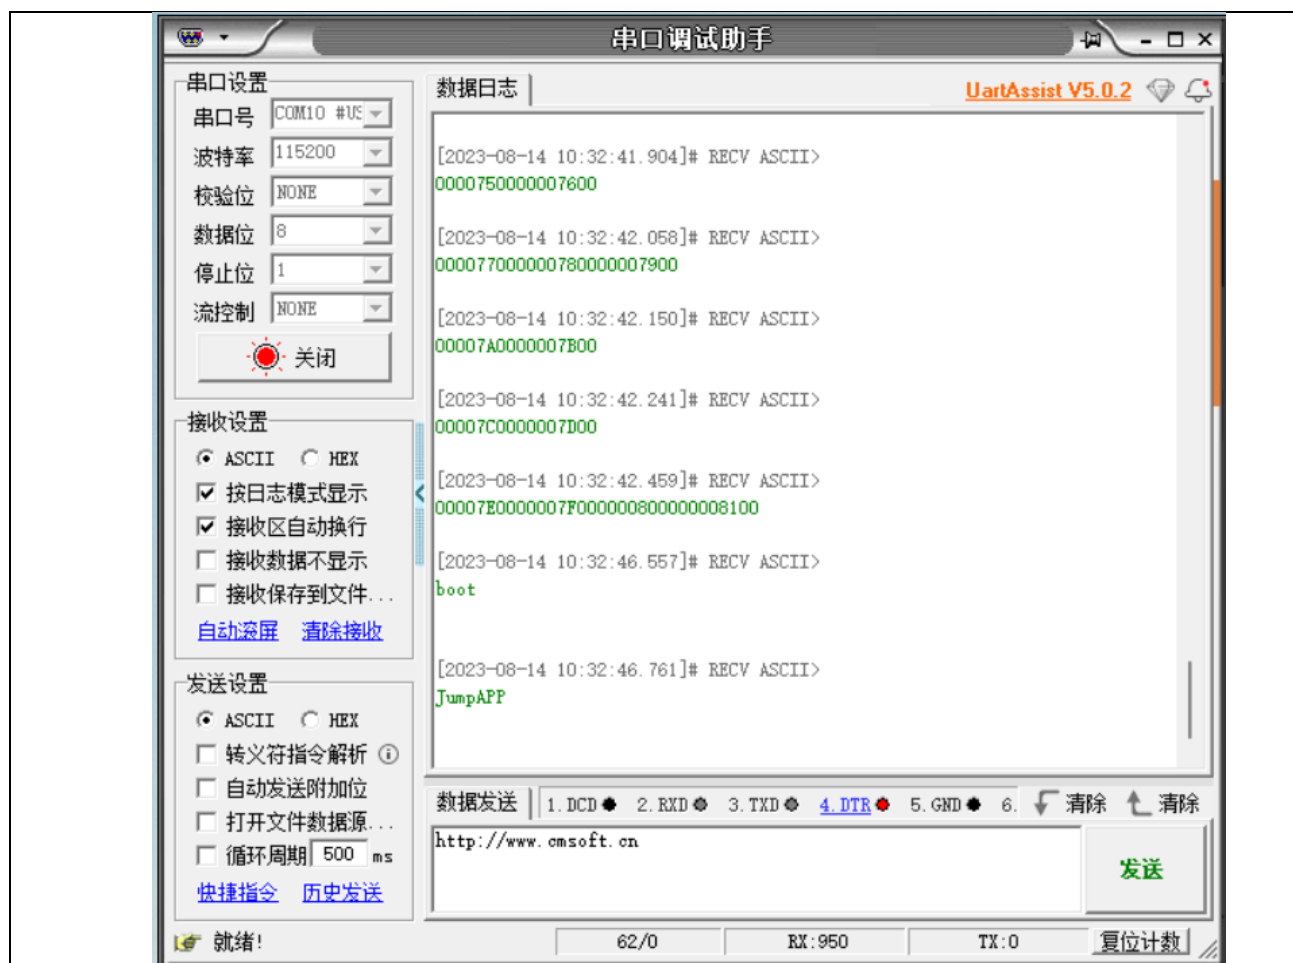 串口调试助手
串口设置
串口号 COM10 #US
波特率 115200
校验位 NONE
数据位 8
停止位 1
流控制 NONE
关闭
接收设置
ASCII HEX
按日志模式显示
接收区自动换行
接收数据不显示
接收保存到文件...
自动滚屏 清除接收
发送设置
ASCII HEX
转义符指令解析
自动发送附加位
打开文件数据源...
循环周期 500 ms
快捷指令 历史发送
数据日志 UartAssist V5.0.2
[2023-08-14 10:32:41.904]# RECV ASCII>
0000750000007600
[2023-08-14 10:32:42.058]# RECV ASCII>
000077000000780000007900
[2023-08-14 10:32:42.150]# RECV ASCII>
00007A0000007B00
[2023-08-14 10:32:42.241]# RECV ASCII>
00007C0000007D00
[2023-08-14 10:32:42.459]# RECV ASCII>
00007E0000007F000000800000008100
[2023-08-14 10:32:46.557]# RECV ASCII>
boot
[2023-08-14 10:32:46.761]# RECV ASCII>
JumpAPP
数据发送 1.DCD 2.RXD 3.TXD 4.DTR 5.GND 6. 清除 清除
http://www.cmsoft.cn
发送
就绪! 62/0 RX:950 TX:0 复位计数